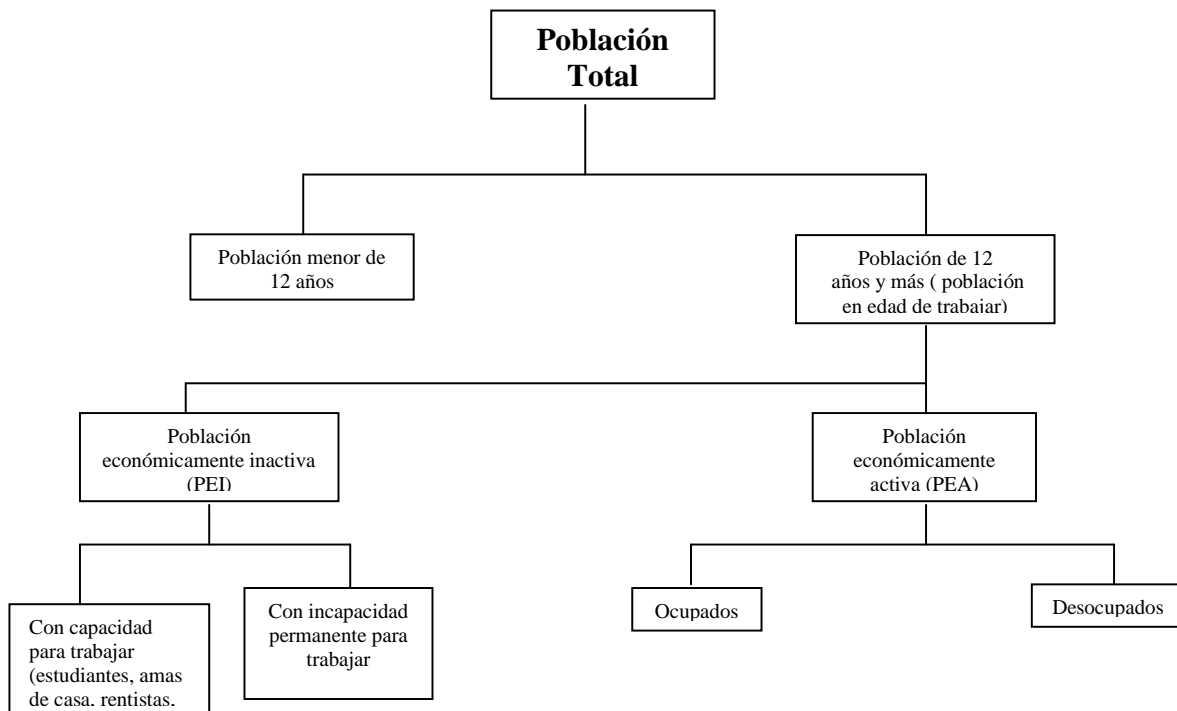 Población
Total
Población menor de
12 años
Población de 12
años y más ( población
en edad de trabajar)
Población
económicamente inactiva
(PEI)
Población
económicamente
activa (PEA)
Con capacidad
para trabajar
(estudiantes, amas
de casa, rentistas,
Con incapacidad
permanente para
trabajar
Ocupados
Desocupados